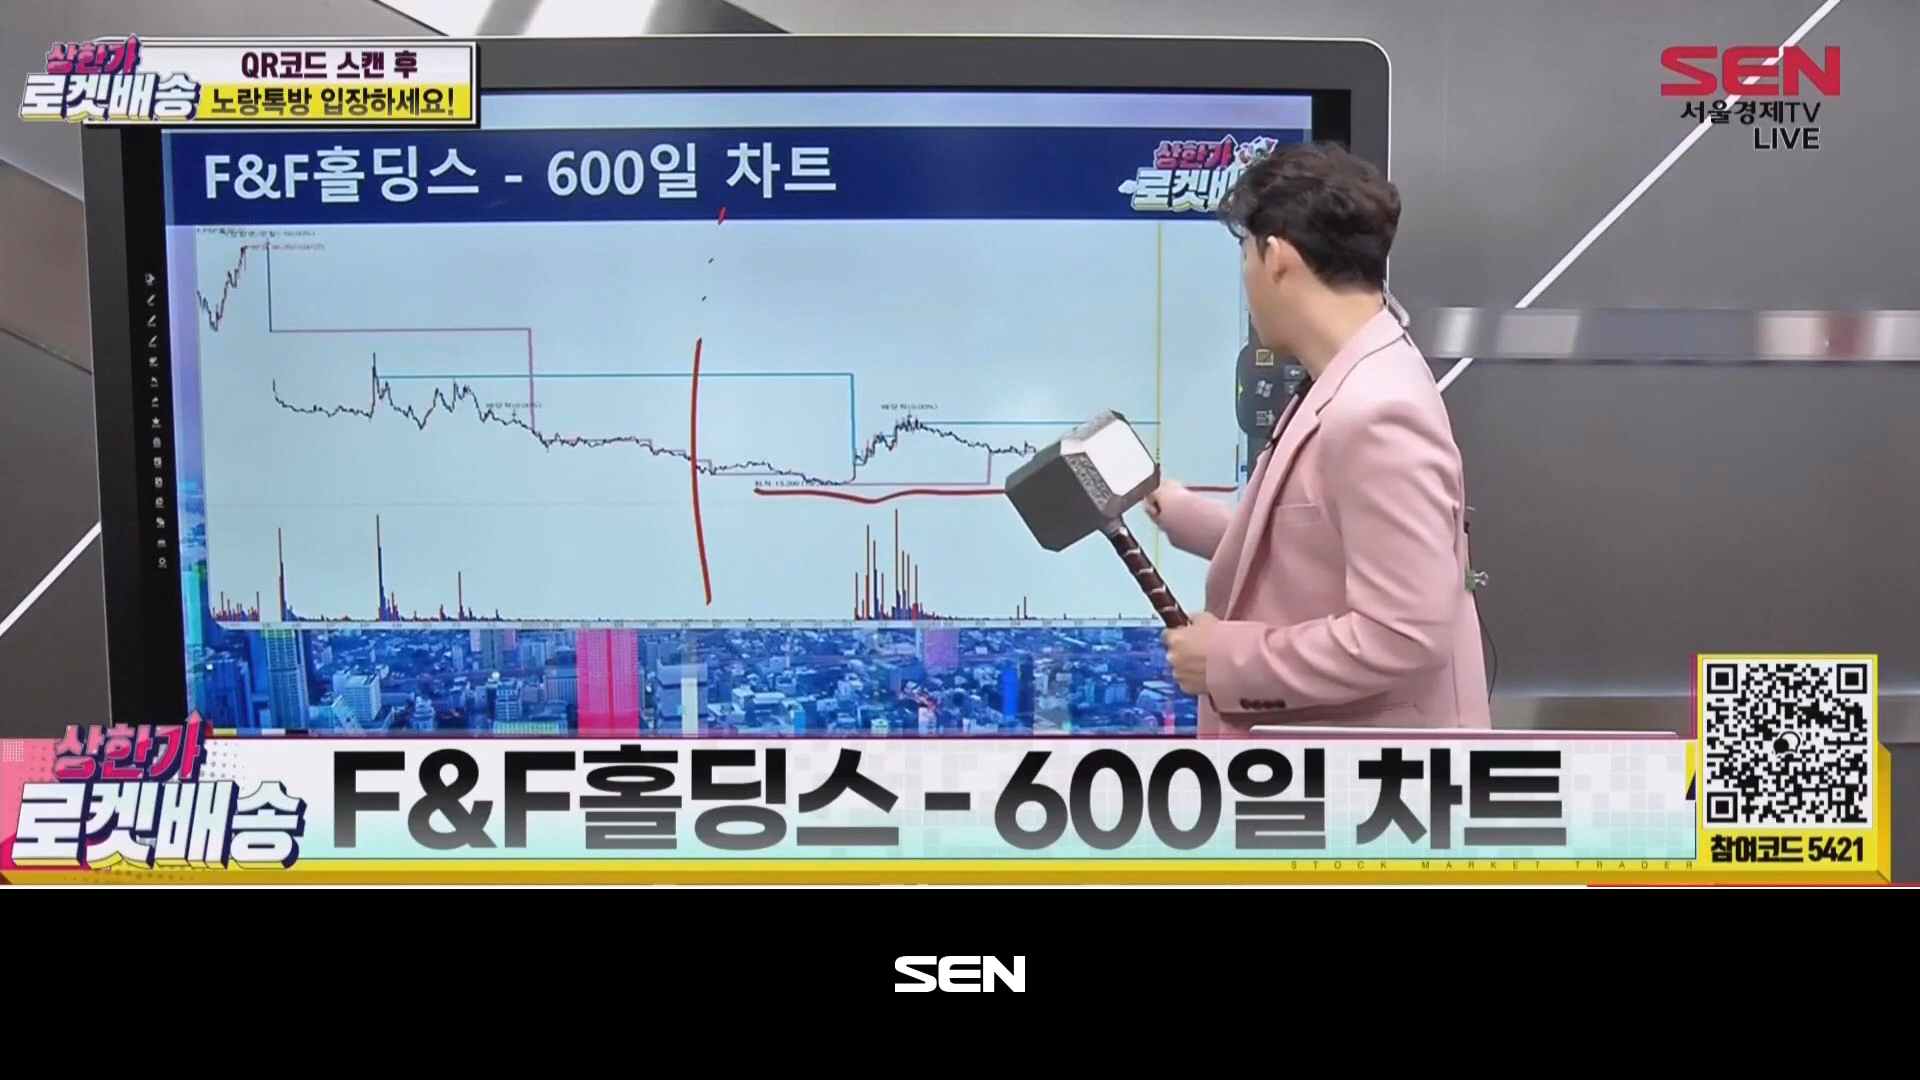 상한가
로켓배송
QR코드 스캔 후
노랑톡방 입장하세요!
SEN
서울경제TV
LIVE
F&F홀딩스 - 600일 차트
상한가
로켓배
상한가
로켓배송
F&F홀딩스 - 600일 차트
STOCK MARKET TRADER
참여코드 5421
SEN